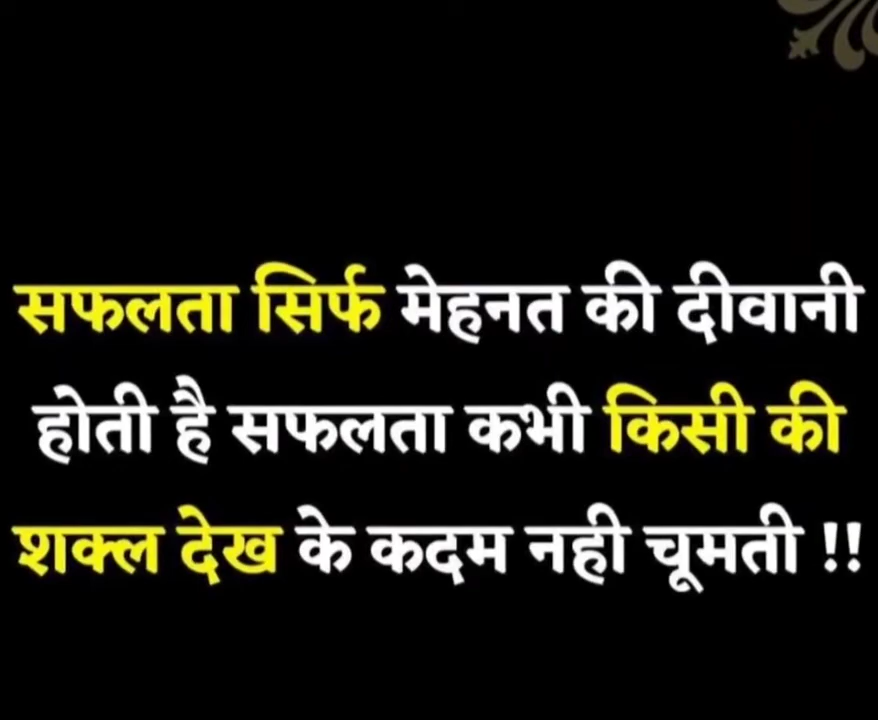 सफलता सिर्फ मेहनत की दीवानी
होती है सफलता कभी किसी की
शक्ल देख के कदम नही चूमती !!